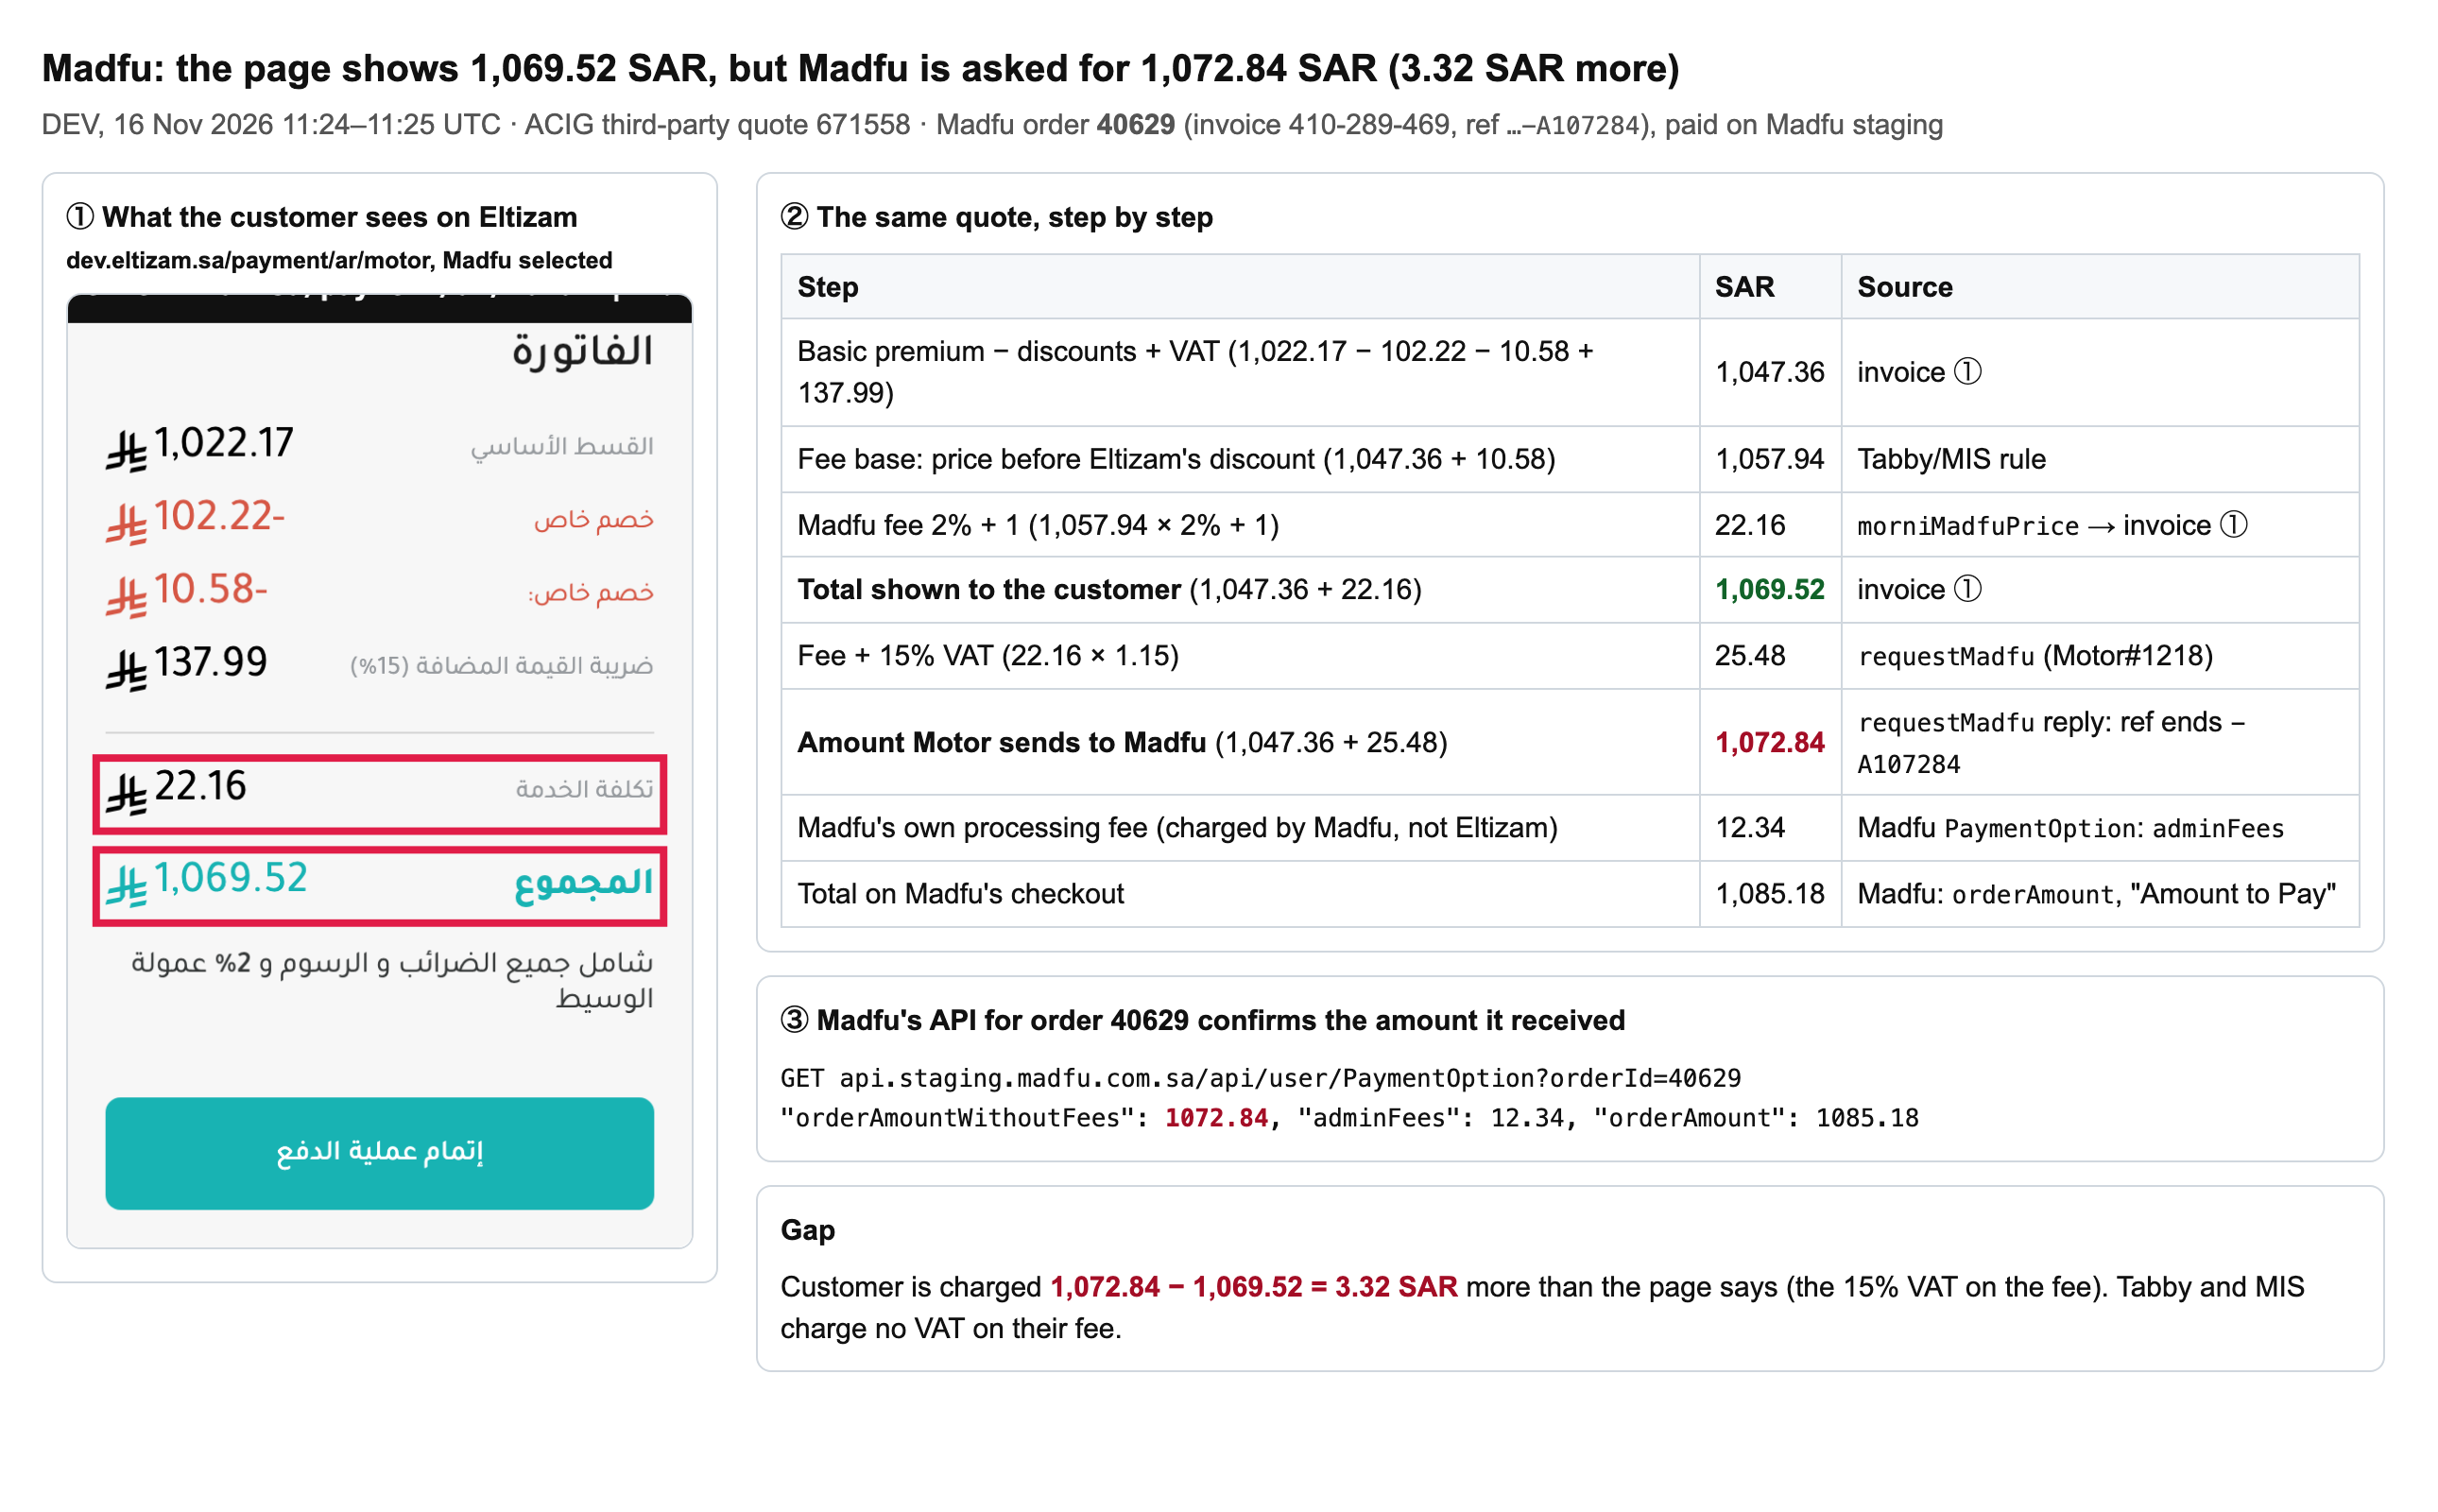 Madfu: the page shows 1,069.52 SAR, but Madfu is asked for 1,072.84 SAR (3.32 SAR more)
DEV, 16 Nov 2026 11:24–11:25 UTC · ACIG third-party quote 671558 · Madfu order 40629 (invoice 410-289-469, ref …–A107284), paid on Madfu staging
① What the customer sees on Eltizam
dev.eltizam.sa/payment/ar/motor, Madfu selected
الفاتورة
القسط الأساسي 1,022.17
خصم خاص -102.22
خصم خاص: -10.58
ضريبة القيمة المضافة (15%) 137.99
تكلفة الخدمة 22.16
المجموع 1,069.52
شامل جميع الضرائب و الرسوم و 2% عمولة
الوسيط
إتمام عملية الدفع
② The same quote, step by step
Step SAR Source
Basic premium − discounts + VAT (1,022.17 − 102.22 − 10.58 +
137.99) 1,047.36 invoice ①
Fee base: price before Eltizam's discount (1,047.36 + 10.58) 1,057.94 Tabby/MIS rule
Madfu fee 2% + 1 (1,057.94 × 2% + 1) 22.16 morniMadfuPrice → invoice ①
Total shown to the customer (1,047.36 + 22.16) 1,069.52 invoice ①
Fee + 15% VAT (22.16 × 1.15) 25.48 requestMadfu (Motor#1218)
Amount Motor sends to Madfu (1,047.36 + 25.48) 1,072.84 requestMadfu reply: ref ends –
A107284
Madfu's own processing fee (charged by Madfu, not Eltizam) 12.34 Madfu PaymentOption: adminFees
Total on Madfu's checkout 1,085.18 Madfu: orderAmount, "Amount to Pay"
③ Madfu's API for order 40629 confirms the amount it received
GET api.staging.madfu.com.sa/api/user/PaymentOption?orderId=40629
"orderAmountWithoutFees": 1072.84, "adminFees": 12.34, "orderAmount": 1085.18
Gap
Customer is charged 1,072.84 − 1,069.52 = 3.32 SAR more than the page says (the 15% VAT on the fee). Tabby and MIS
charge no VAT on their fee.